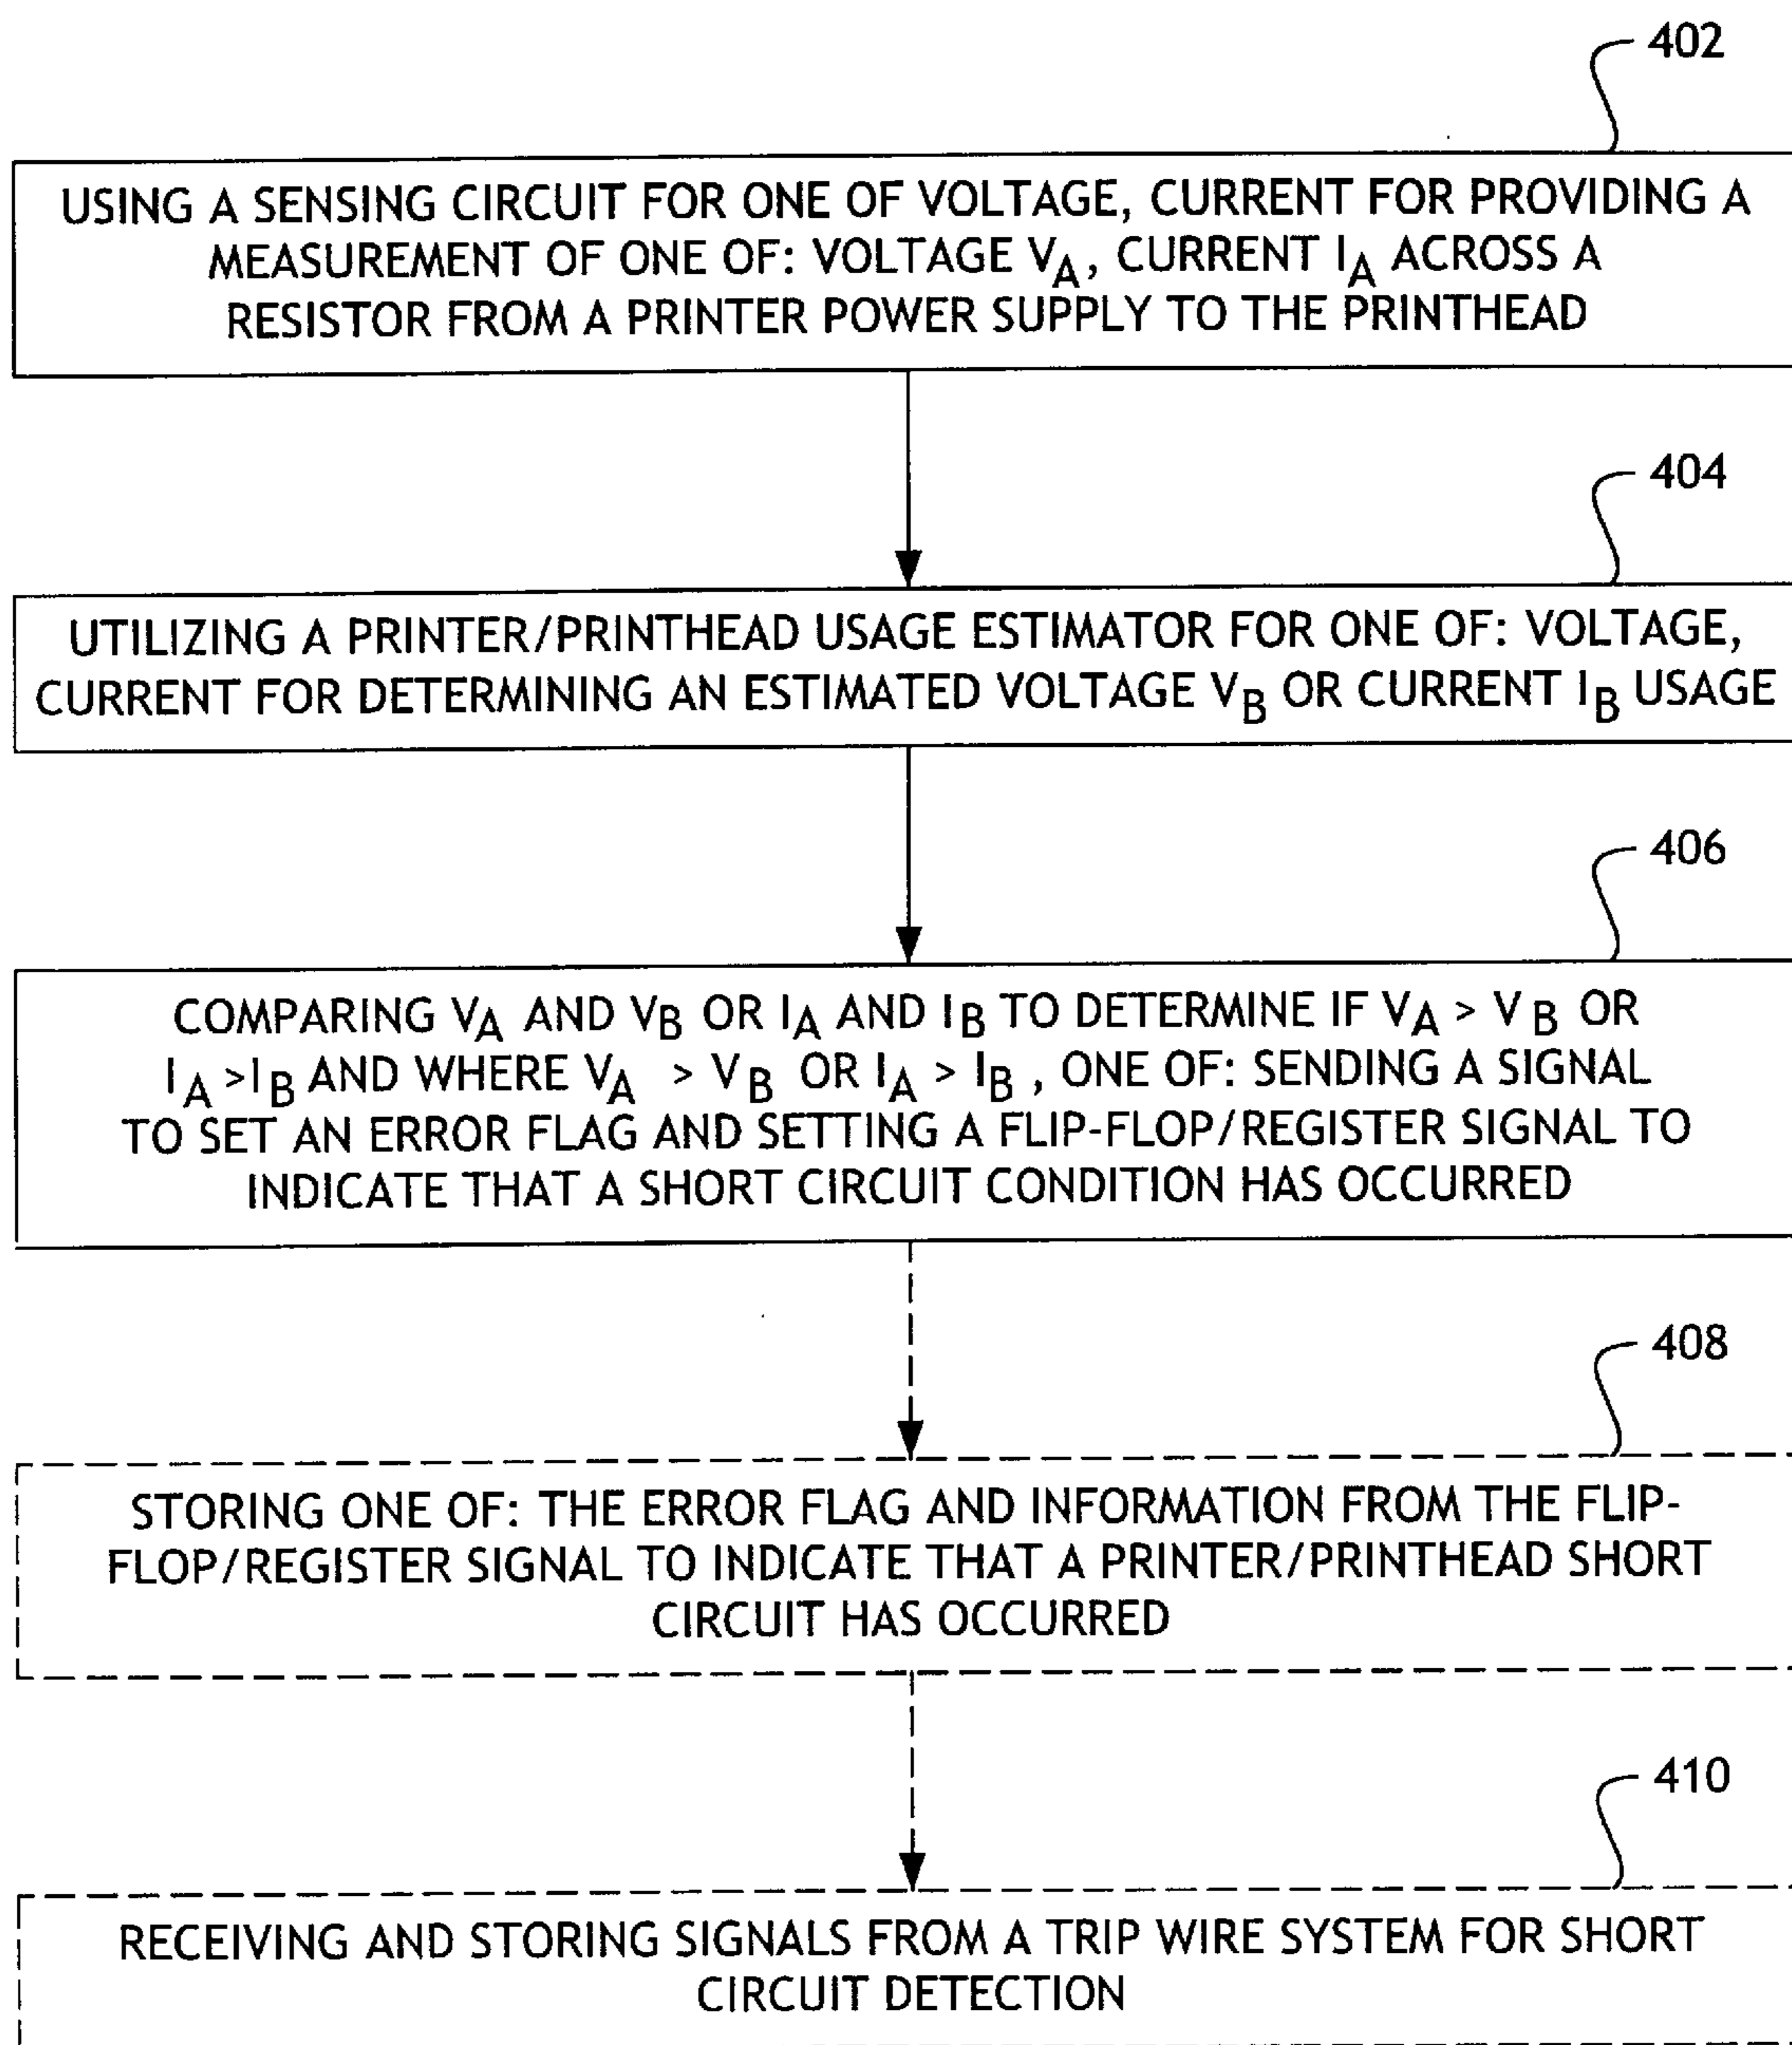 402
USING A SENSING CIRCUIT FOR ONE OF VOLTAGE, CURRENT FOR PROVIDING A
MEASUREMENT OF ONE OF: VOLTAGE VA, CURRENT IA ACROSS A
RESISTOR FROM A PRINTER POWER SUPPLY TO THE PRINTHEAD
404
UTILIZING A PRINTER/PRINTHEAD USAGE ESTIMATOR FOR ONE OF: VOLTAGE,
CURRENT FOR DETERMINING AN ESTIMATED VOLTAGE VB OR CURRENT IB USAGE
406
COMPARING VA AND VB OR IA AND IB TO DETERMINE IF VA > VB OR
IA >IB AND WHERE VA > VB OR IA > IB , ONE OF: SENDING A SIGNAL
TO SET AN ERROR FLAG AND SETTING A FLIP-FLOP/REGISTER SIGNAL TO
INDICATE THAT A SHORT CIRCUIT CONDITION HAS OCCURRED
408
STORING ONE OF: THE ERROR FLAG AND INFORMATION FROM THE FLIP-
FLOP/REGISTER SIGNAL TO INDICATE THAT A PRINTER/PRINTHEAD SHORT
CIRCUIT HAS OCCURRED
410
RECEIVING AND STORING SIGNALS FROM A TRIP WIRE SYSTEM FOR SHORT
CIRCUIT DETECTION